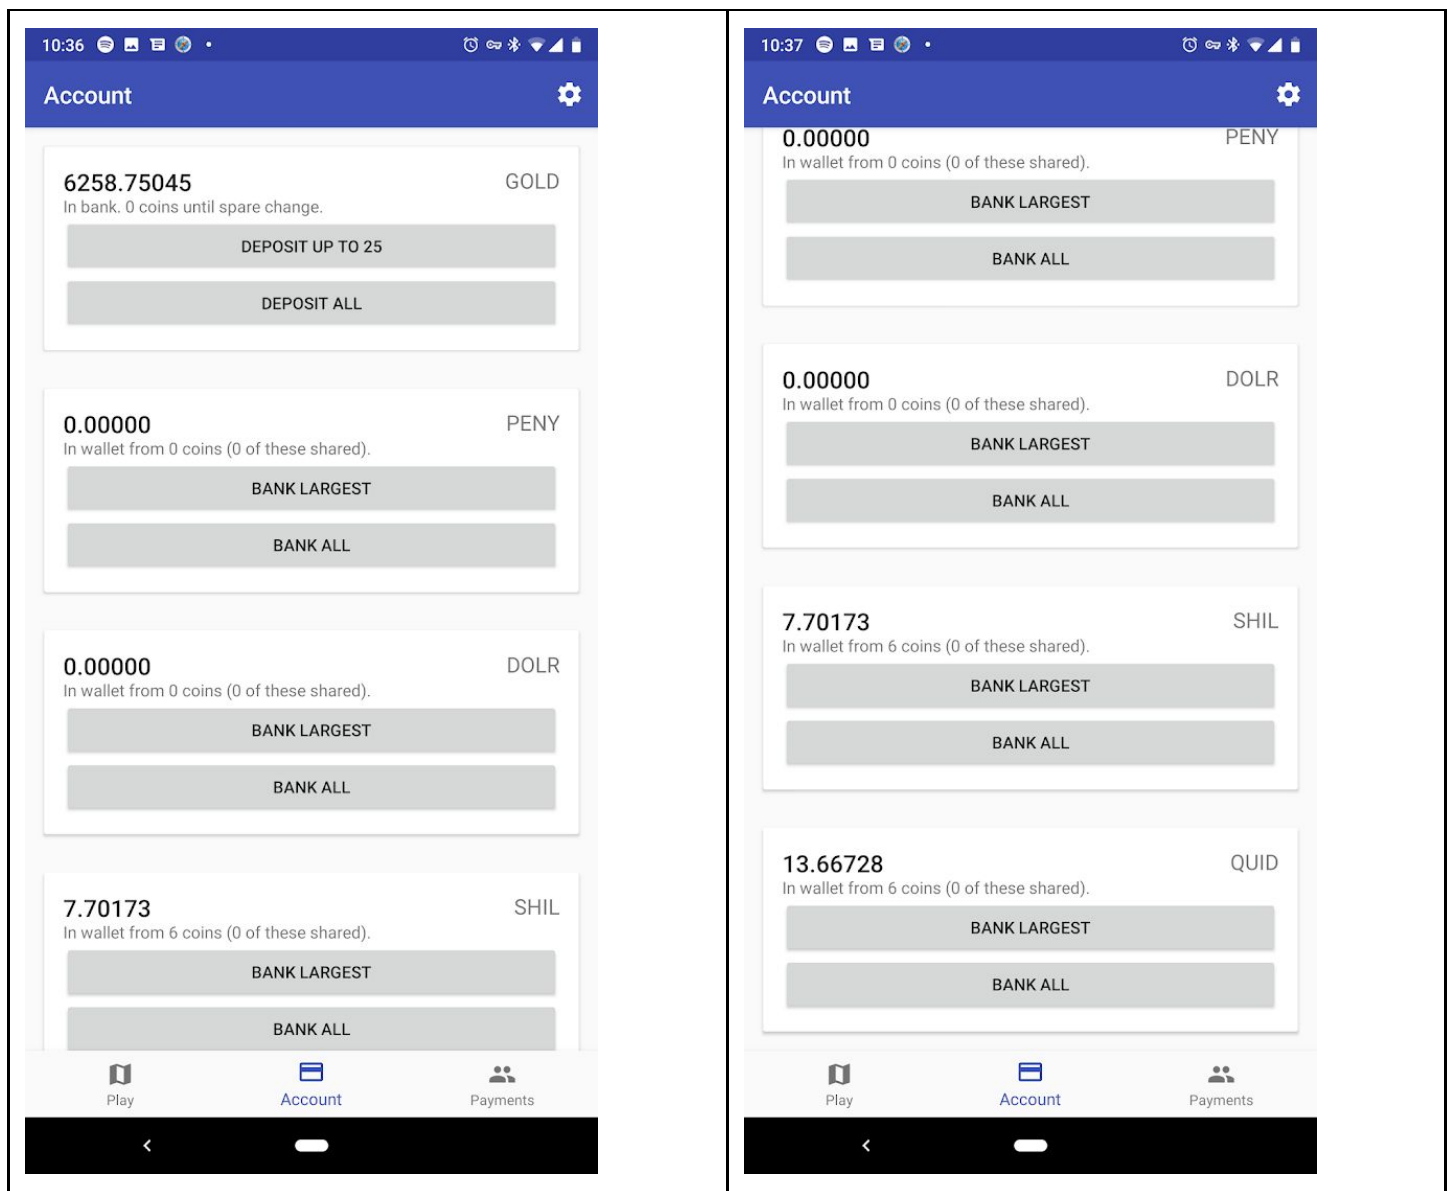 10:36
Account
6258.75045
GOLD
In bank. 0 coins until spare change.
DEPOSIT UP TO 25
DEPOSIT ALL
0.00000
PENY
In wallet from 0 coins (0 of these shared).
BANK LARGEST
BANK ALL
0.00000
DOLR
In wallet from 0 coins (0 of these shared).
BANK LARGEST
BANK ALL
7.70173
SHIL
In wallet from 6 coins (0 of these shared).
BANK LARGEST
BANK ALL
Play
Account
Payments
10:37
Account
0.00000
PENY
In wallet from 0 coins (0 of these shared).
BANK LARGEST
BANK ALL
0.00000
DOLR
In wallet from 0 coins (0 of these shared).
BANK LARGEST
BANK ALL
7.70173
SHIL
In wallet from 6 coins (0 of these shared).
BANK LARGEST
BANK ALL
13.66728
QUID
In wallet from 6 coins (0 of these shared).
BANK LARGEST
BANK ALL
Play
Account
Payments